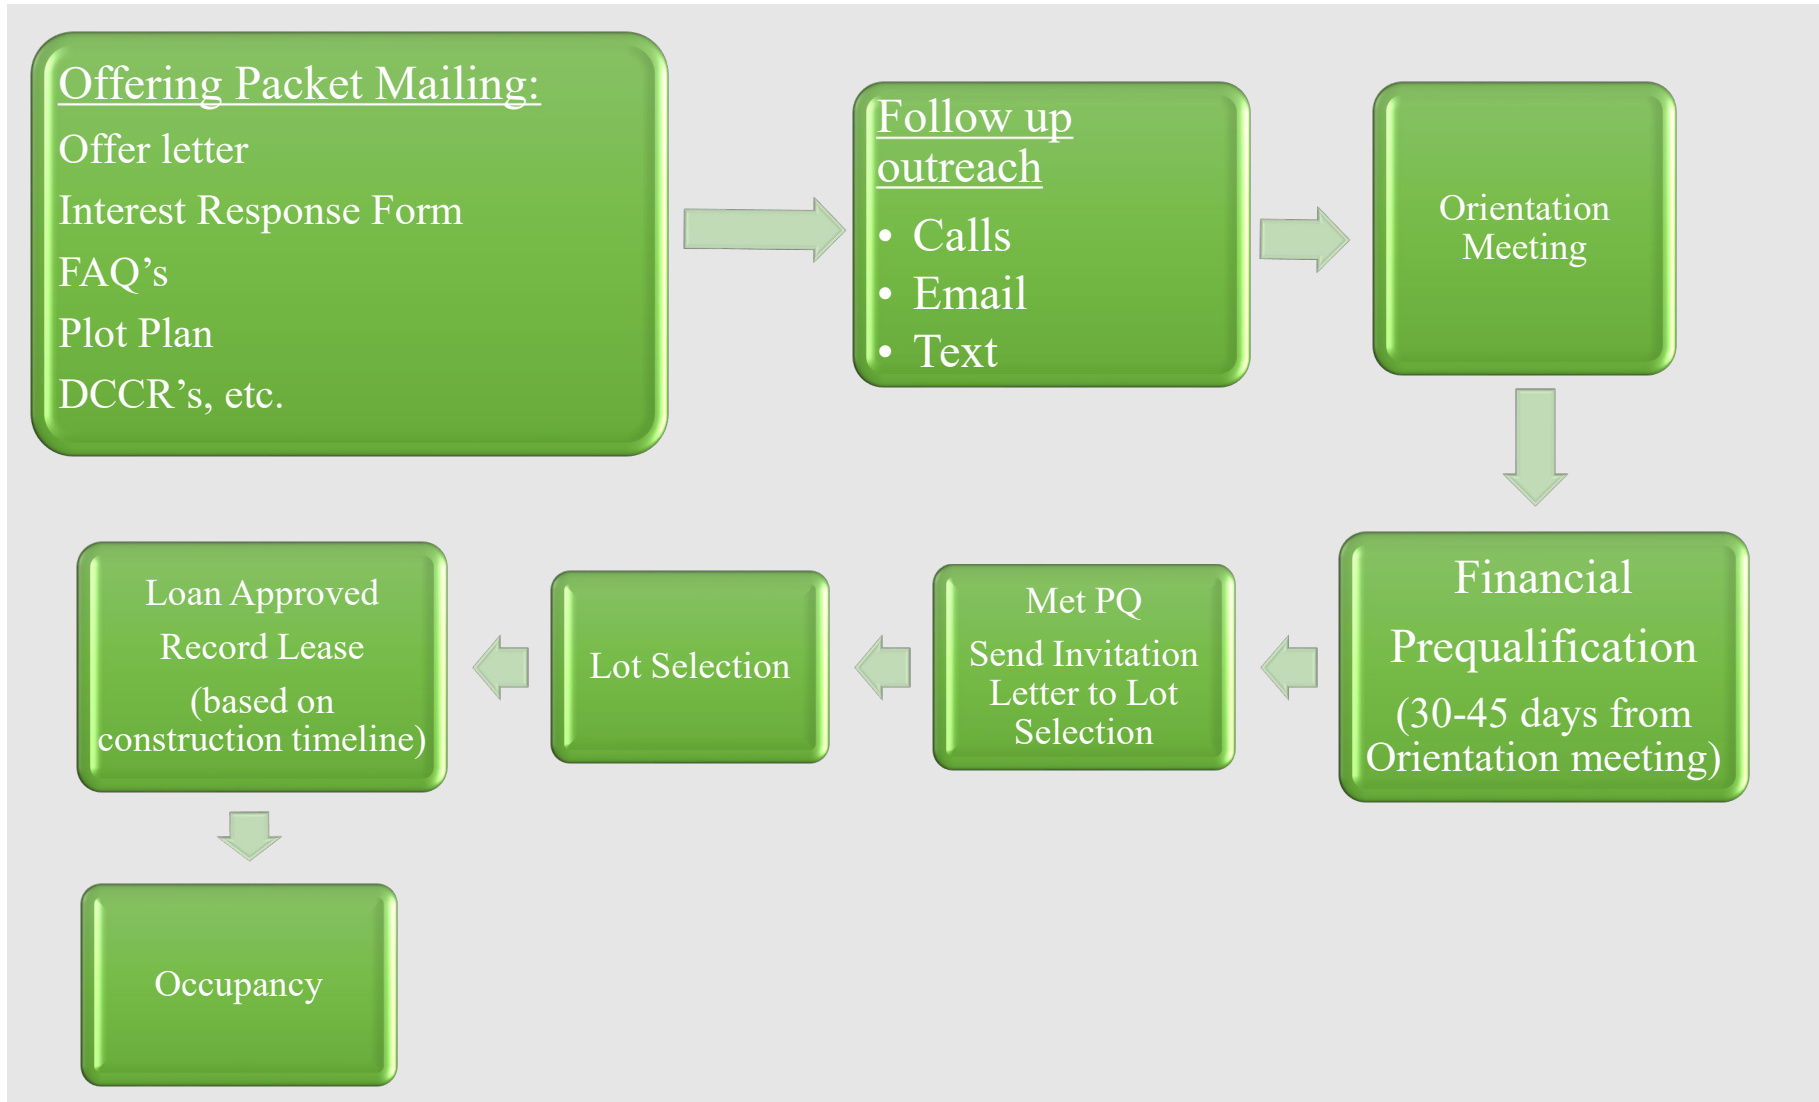 Offering Packet Mailing:
Offer letter
Interest Response Form
FAQ’s
Plot Plan
DCCR’s, etc.
Follow up
outreach
• Calls
• Email
• Text
Orientation
Meeting
Financial
Prequalification
(30-45 days from
Orientation meeting)
Met PQ
Send Invitation
Letter to Lot
Selection
Lot Selection
Loan Approved
Record Lease
(based on
construction timeline)
Occupancy